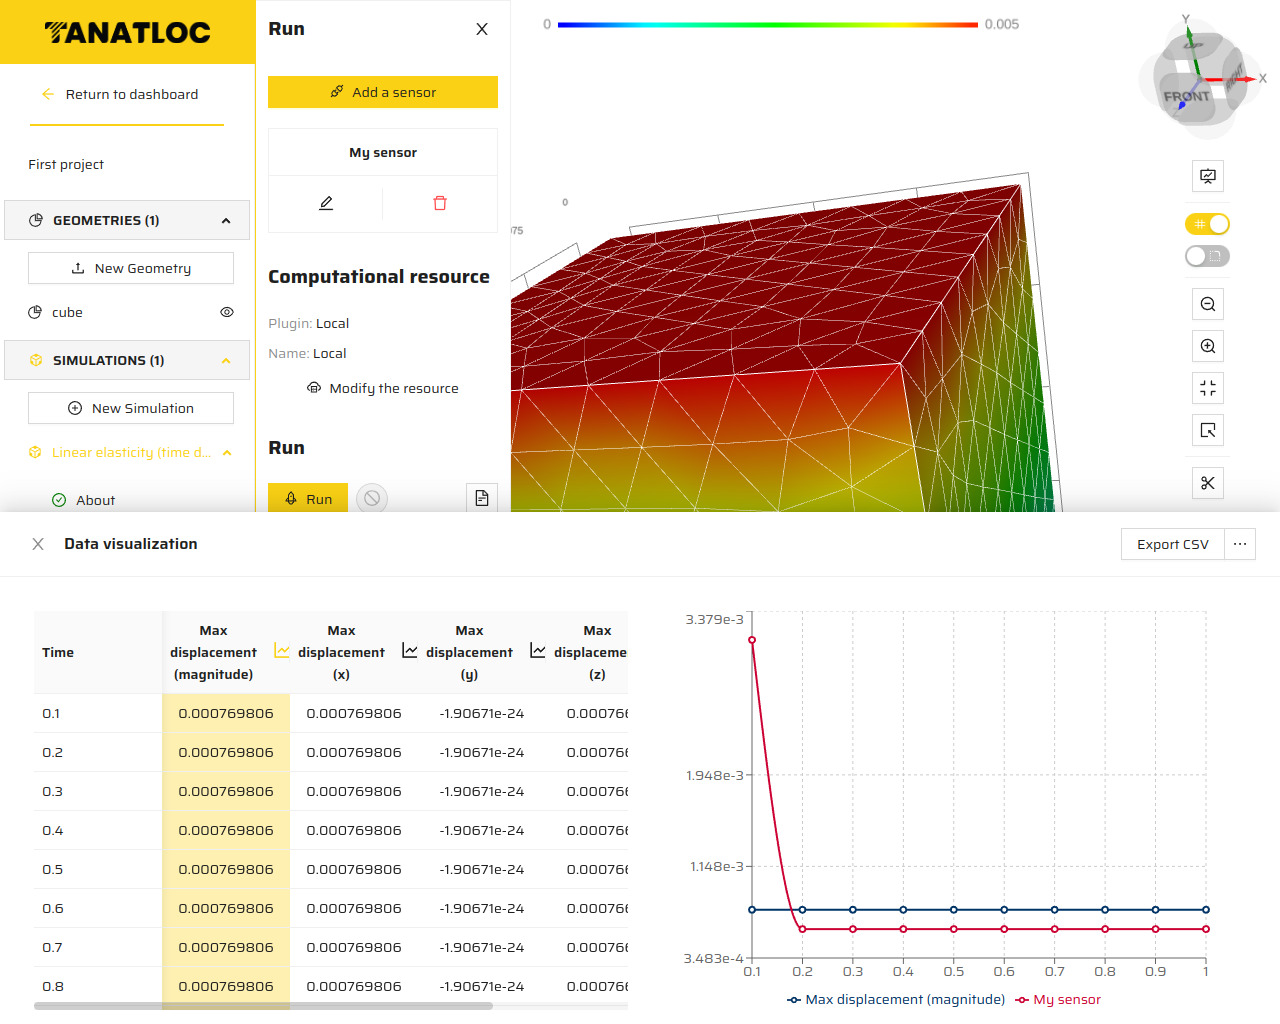 TANATLOC
Return to dashboard
First project
GEOMETRIES (1)
New Geometry
cube
SIMULATIONS (1)
New Simulation
Linear elasticity (time d...
About
Run
Add a sensor
My sensor
Computational resource
Plugin: Local
Name: Local
Modify the resource
Run
Run
0
0.005
0
75
Y
UP
X
RIGHT
FRONT
Z
Data visualization
Export CSV
Time
Max displacement (magnitude)
Max displacement (x)
Max displacement (y)
Max displaceme (z)
0.1 0.000769806 0.000769806 -1.90671e-24 0.00076
0.2 0.000769806 0.000769806 -1.90671e-24 0.00076
0.3 0.000769806 0.000769806 -1.90671e-24 0.00076
0.4 0.000769806 0.000769806 -1.90671e-24 0.00076
0.5 0.000769806 0.000769806 -1.90671e-24 0.00076
0.6 0.000769806 0.000769806 -1.90671e-24 0.00076
0.7 0.000769806 0.000769806 -1.90671e-24 0.00076
0.8 0.000769806 0.000769806 -1.90671e-24 0.00076
3.379e-3
1.948e-3
1.148e-3
3.483e-4
0.1 0.2 0.3 0.4 0.5 0.6 0.7 0.8 0.9 1
Max displacement (magnitude) My sensor